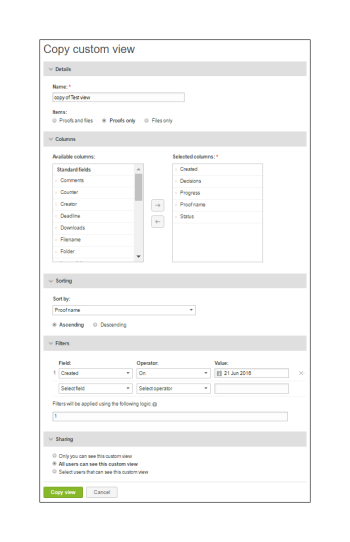 Copy custom view
Details
Name: *
copy of Test view
Items:
Proofs and files
Proofs only
Files only
Columns
Available columns:
Selected columns: *
Standard fields
Comments
Counter
Creator
Deadline
Downloads
Filename
Folder
Created
Decisions
Progress
Proof name
Status
Sorting
Sort by:
Proof name
Ascending
Descending
Filters
Field:
Operator:
Value:
1 Created
On
21 Jun 2016
Select field
Select operator
Filters will be applied using the following logic:
1
Sharing
Only you can see this custom view
All users can see this custom view
Select users that can see this custom view
Copy view
Cancel